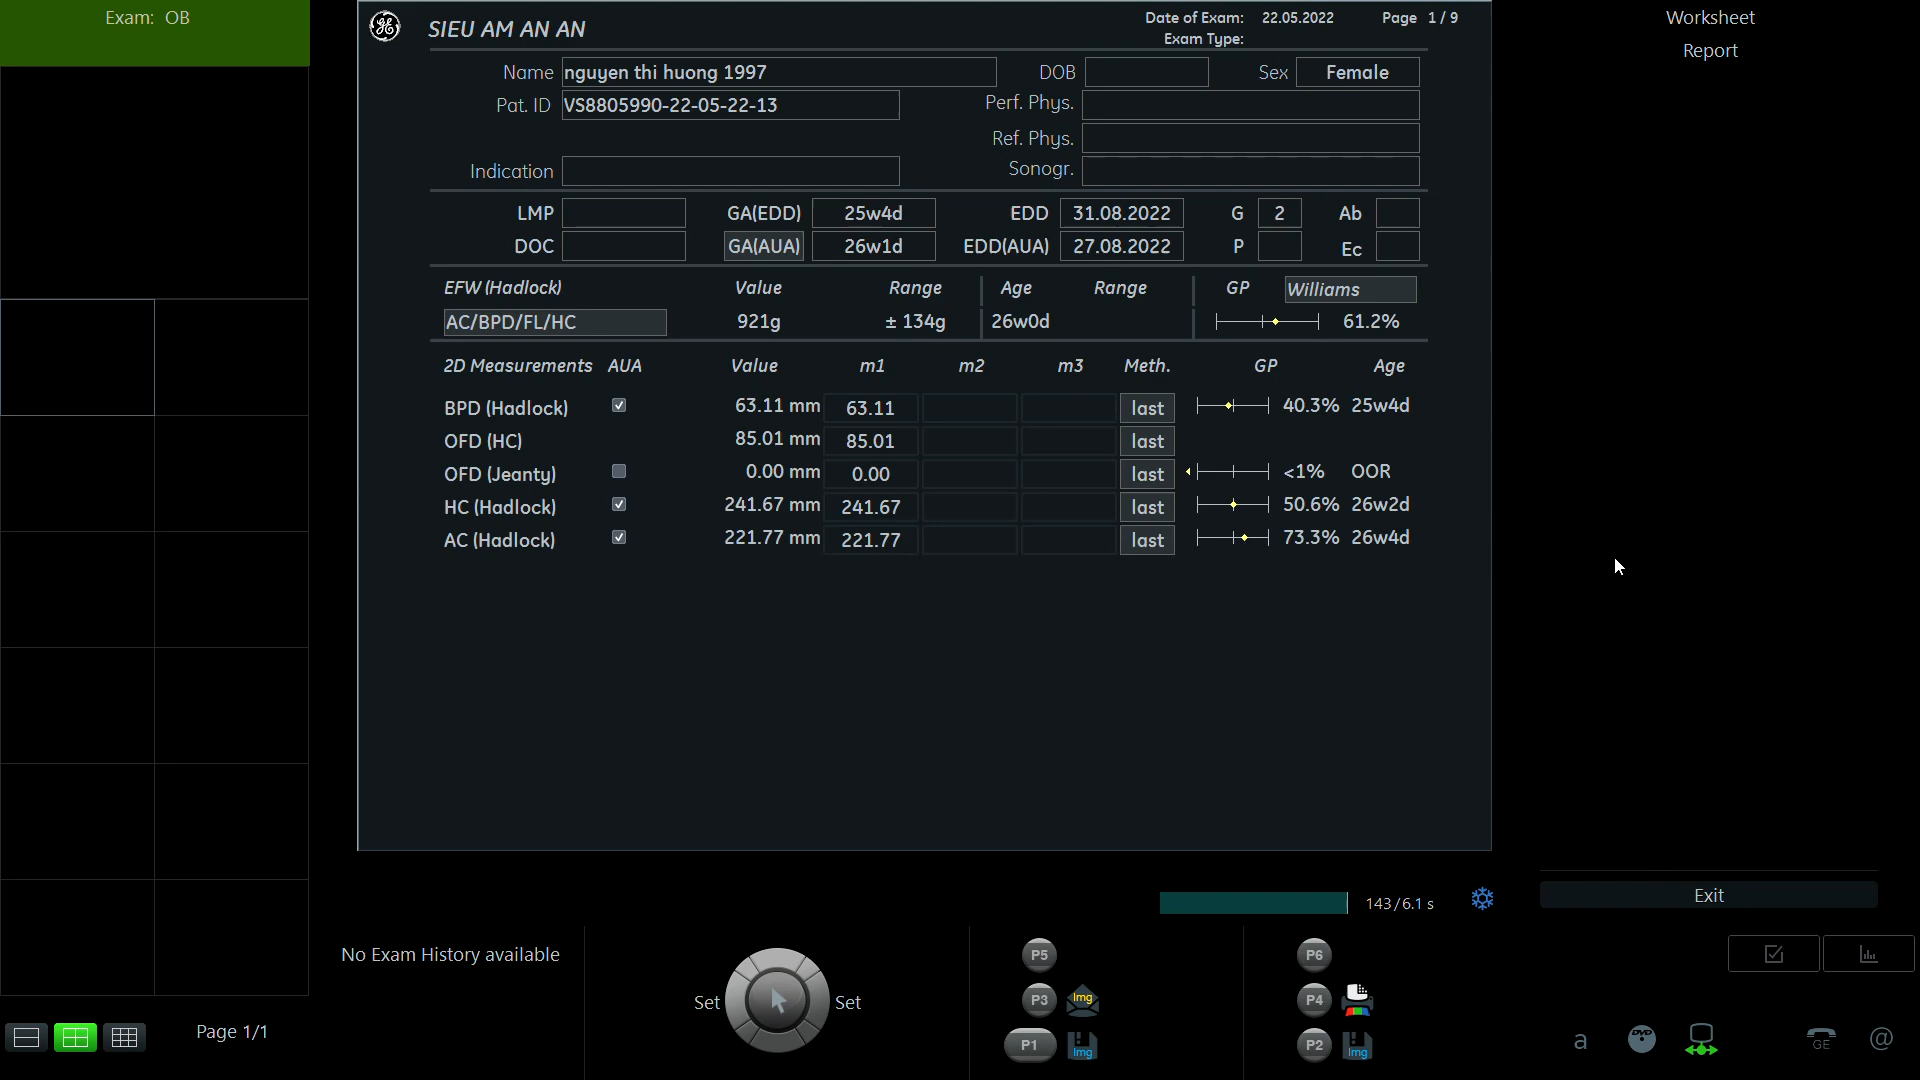 Exam: OB
SIEU AM AN AN
Date of Exam: 22.05.2022 Page 1/9
Exam Type:
Name nguyen thi huong 1997 DOB Sex Female
Pat. ID VS8805990-22-05-22-13 Perf. Phys.
Ref. Phys.
Indication Sonogr.
LMP GA(EDD) 25w4d EDD 31.08.2022 G 2 Ab
DOC GA(AUA) 26w1d EDD(AUA) 27.08.2022 P Ec
EFW (Hadlock) Value Range Age Range GP Williams
AC/BPD/FL/HC 921g ± 134g 26w0d 61.2%
2D Measurements AUA Value m1 m2 m3 Meth. GP Age
BPD (Hadlock) 63.11 mm 63.11 last 40.3% 25w4d
OFD (HC) 85.01 mm 85.01 last
OFD (Jeanty) 0.00 mm 0.00 last <1% OOR
HC (Hadlock) 241.67 mm 241.67 last 50.6% 26w2d
AC (Hadlock) 221.77 mm 221.77 last 73.3% 26w4d
Worksheet
Report
143/6.1 s
Exit
No Exam History available
Set Set
P5 P6
P3 Img P4
P1 Img P2 Img
Page 1/1
a DVD GE @